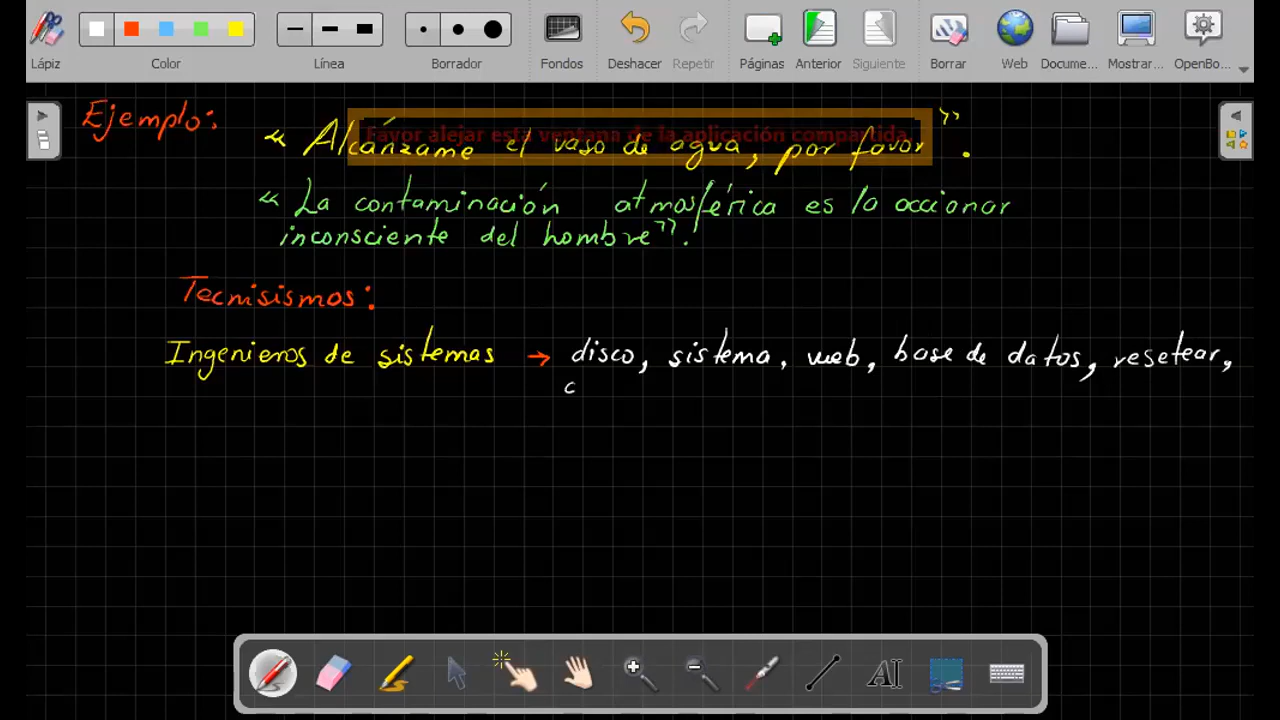 Lápiz Color Línea Borrador Fondos Deshacer Repetir Páginas Anterior Siguiente Borrar Web Docume... Mostrar... OpenBo...
Ejemplo:
Favor alejar esta ventana de la aplicación compartida.
“ Alcánzame el vaso de agua, por favor ”.
“ La contaminación atmosférica es la accionar
inconsciente del hombre”.
Tecnisismos:
Ingenieros de sistemas → disco, sistema, web, base de datos, resetear,
c
AI